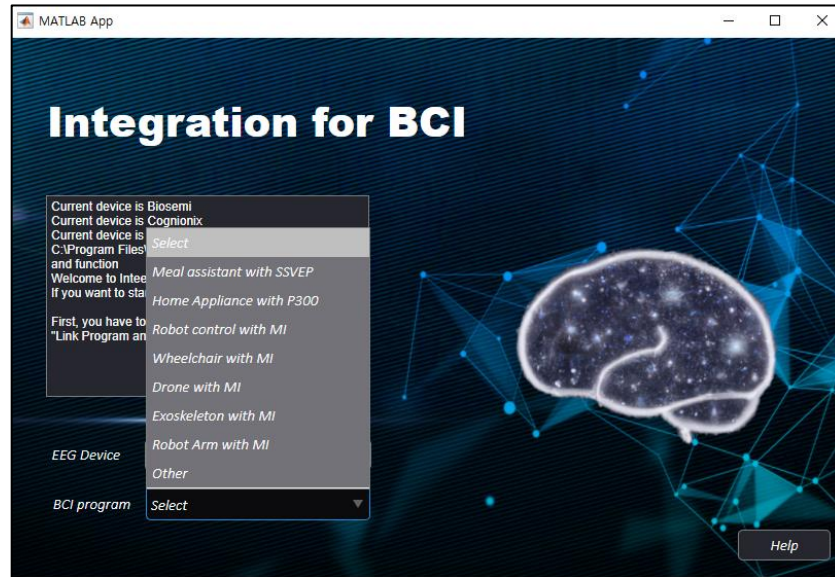 MATLAB App
Integration for BCI
Current device is Biosemi
Current device is Cognionix
Current device is
C:\Program Files\
and function
Welcome to Intee
If you want to sta
First, you have to
"Link Program an
Select
Meal assistant with SSVEP
Home Appliance with P300
Robot control with MI
Wheelchair with MI
Drone with MI
Exoskeleton with MI
Robot Arm with MI
Other
EEG Device
BCI program Select
Help